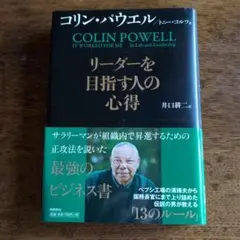 コリン・パウエル/トニー・コルツ 著
COLIN POWELL
IT WORKED FOR ME In Life and Leadership
リーダーを
目指す人の
心得
井口耕二 訳
サラリーマンが組織内で昇進するための
正攻法を説いた
最強の
ビジネス書
ペプシ工場の清掃夫から
国務長官にまで上り詰めた
伝説の男が教える
「13のルール」